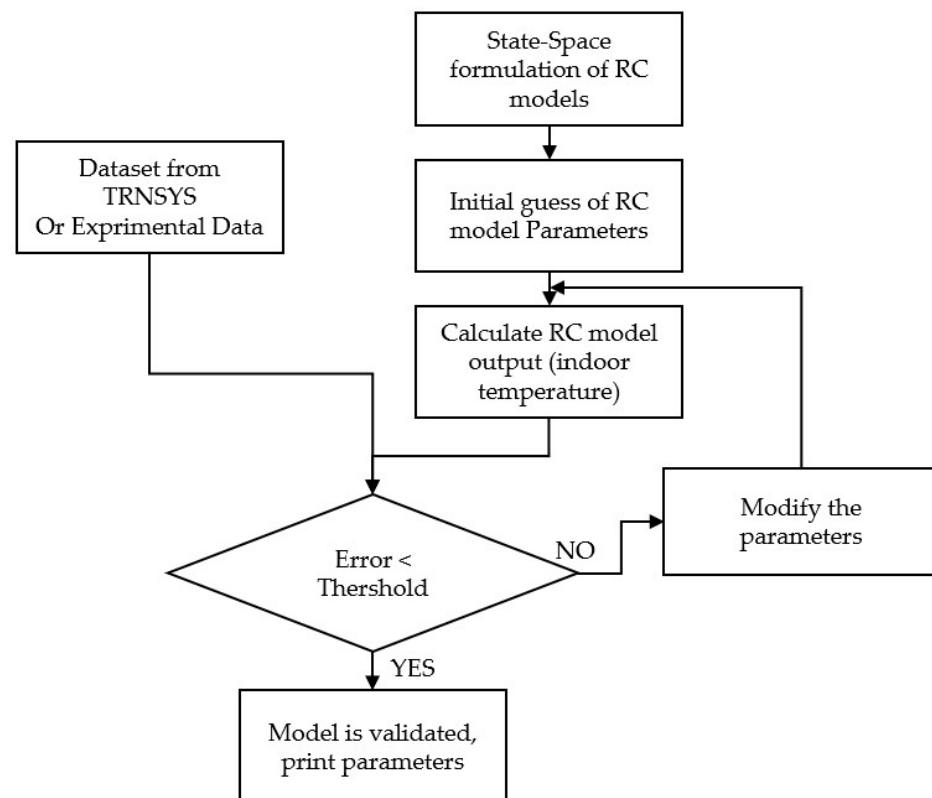 State-Space
formulation of RC
models
Dataset from
TRNSYS
Or Exprimental Data
Initial guess of RC
model Parameters
Calculate RC model
output (indoor
temperature)
Modify the
parameters
Error <
Thershold
NO
YES
Model is validated,
print parameters